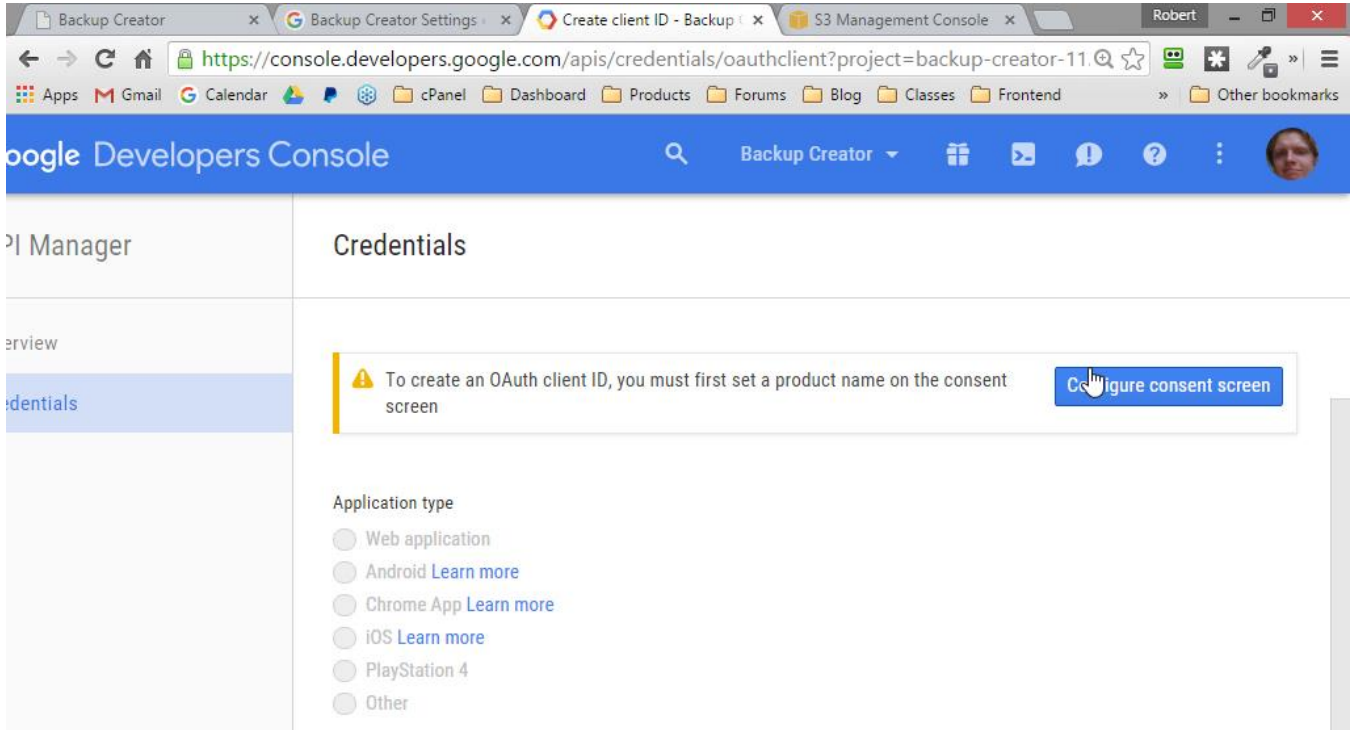 Backup Creator
Backup Creator Settings
Create client ID - Backup C
S3 Management Console
Robert
https://console.developers.google.com/apis/credentials/oauthclient?project=backup-creator-11
Apps Gmail Calendar cPanel Dashboard Products Forums Blog Classes Frontend » Other bookmarks
oogle Developers Console
Backup Creator
PI Manager
Credentials
erview
edentials
To create an OAuth client ID, you must first set a product name on the consent
screen
Configure consent screen
Application type
Web application
Android Learn more
Chrome App Learn more
iOS Learn more
PlayStation 4
Other